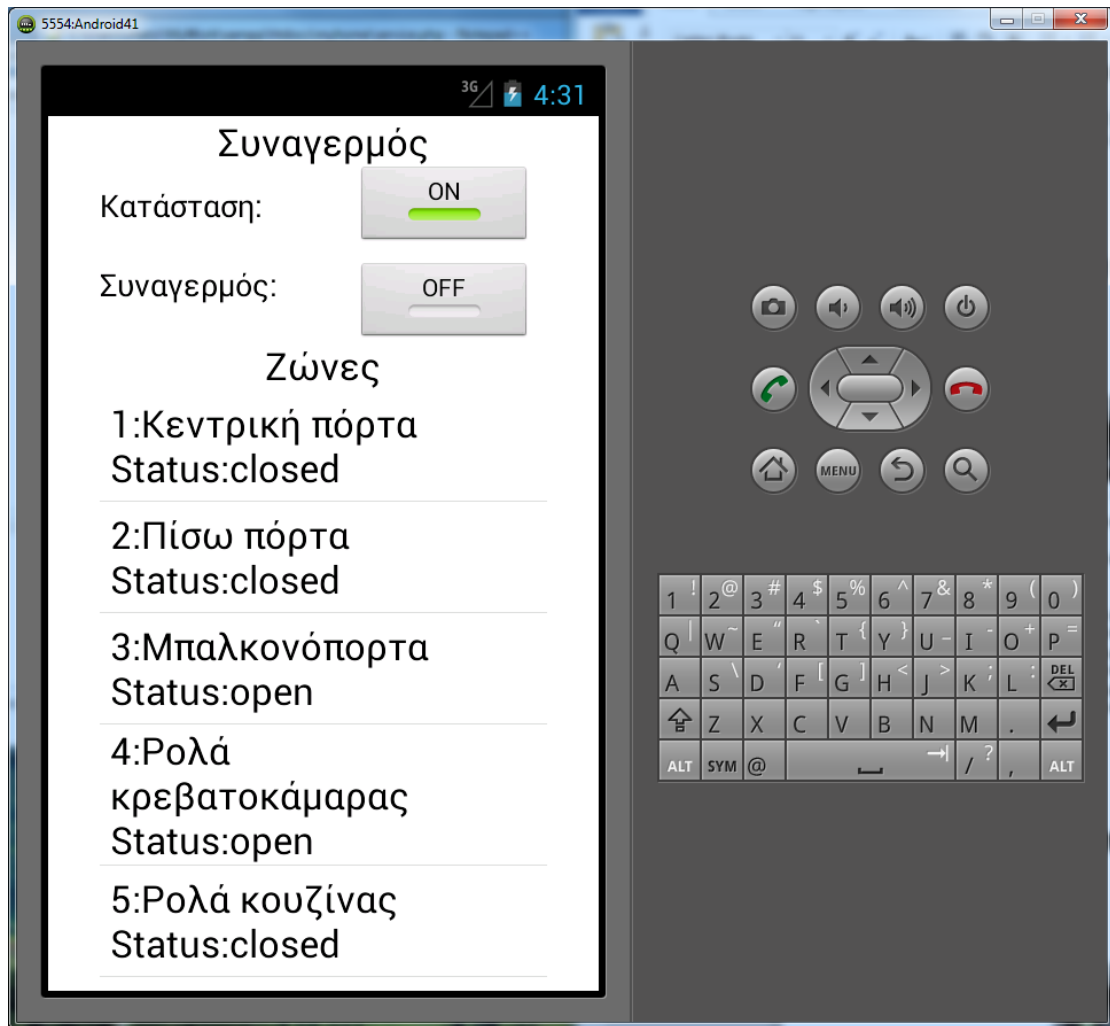 5554:Android41
3G 4:31
Συναγερμός
Κατάσταση: ON
Συναγερμός: OFF
Ζώνες
1:Κεντρική πόρτα
Status:closed
2:Πίσω πόρτα
Status:closed
3:Μπαλκονόπορτα
Status:open
4:Ρολά
κρεβατοκάμαρας
Status:open
5:Ρολά κουζίνας
Status:closed
MENU
1 ! 2 @ 3 # 4 $ 5 % 6 ^ 7 & 8 * 9 ( 0 )
Q | W ~ E " R ` T { Y } U _ I - O + P =
A S \ D ' F [ G ] H < J > K ; L : DEL
Z X C V B N M .
ALT SYM @ / ? , ALT